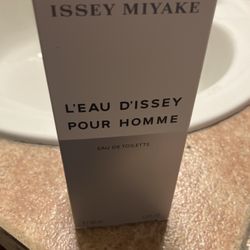 ISSEY MIYAKE
L'EAU D'ISSEY
POUR HOMME
EAU DE TOILETTE